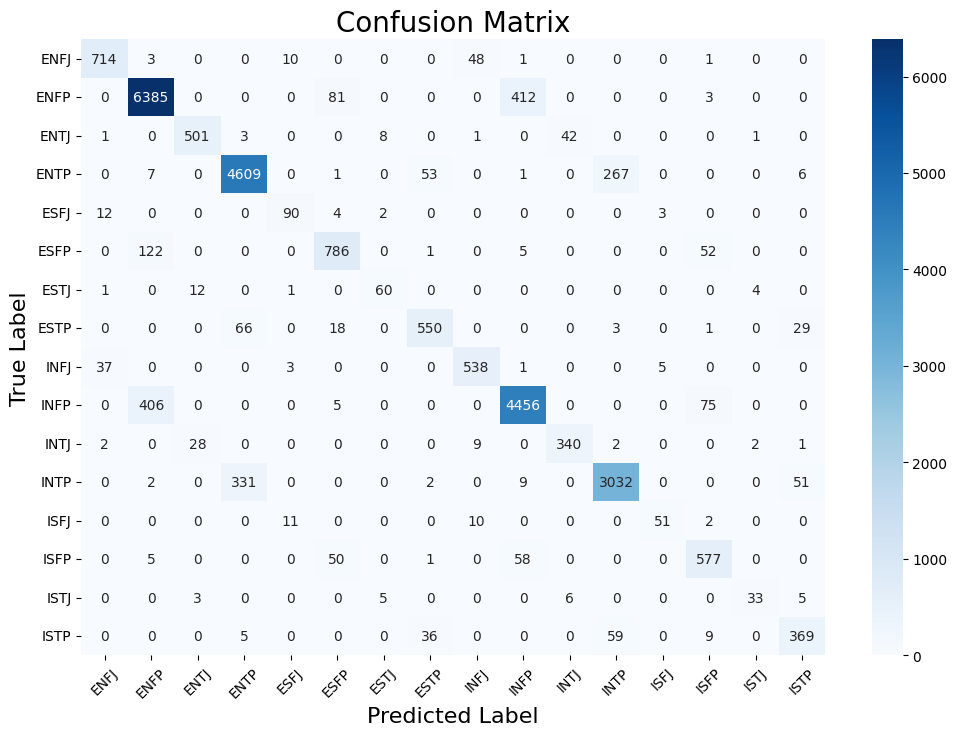 Confusion Matrix
ENFJ 714 3 0 0 10 0 0 0 48 1 0 0 0 1 0 0
ENFP 0 6385 0 0 0 81 0 0 0 412 0 0 0 3 0 0
ENTJ 1 0 501 3 0 0 8 0 1 0 42 0 0 0 1 0
ENTP 0 7 0 4609 0 1 0 53 0 1 0 267 0 0 0 6
ESFJ 12 0 0 0 90 4 2 0 0 0 0 0 3 0 0 0
ESFP 0 122 0 0 0 786 0 1 0 5 0 0 0 52 0 0
ESTJ 1 0 12 0 1 0 60 0 0 0 0 0 0 0 4 0
ESTP 0 0 0 66 0 18 0 550 0 0 0 3 0 1 0 29
INFJ 37 0 0 0 3 0 0 0 538 1 0 0 5 0 0 0
INFP 0 406 0 0 0 5 0 0 0 4456 0 0 0 75 0 0
INTJ 2 0 28 0 0 0 0 0 9 0 340 2 0 0 2 1
INTP 0 2 0 331 0 0 0 2 0 9 0 3032 0 0 0 51
ISFJ 0 0 0 0 11 0 0 0 10 0 0 0 51 2 0 0
ISFP 0 5 0 0 0 50 0 1 0 58 0 0 0 577 0 0
ISTJ 0 0 3 0 0 0 5 0 0 0 6 0 0 0 33 5
ISTP 0 0 0 5 0 0 0 36 0 0 0 59 0 9 0 369
ENFJ ENFP ENTJ ENTP ESFJ ESFP ESTJ ESTP INFJ INFP INTJ INTP ISFJ ISFP ISTJ ISTP
Predicted Label
True Label
6000
5000
4000
3000
2000
1000
0